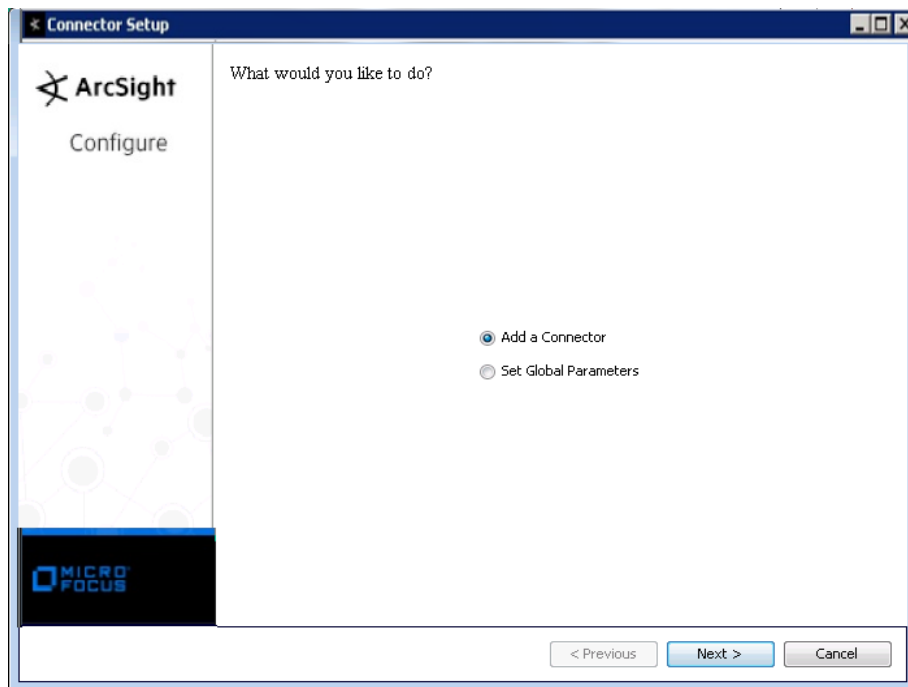 Connector Setup
ArcSight
Configure
What would you like to do?
Add a Connector
Set Global Parameters
MICRO
FOCUS
< Previous
Next >
Cancel